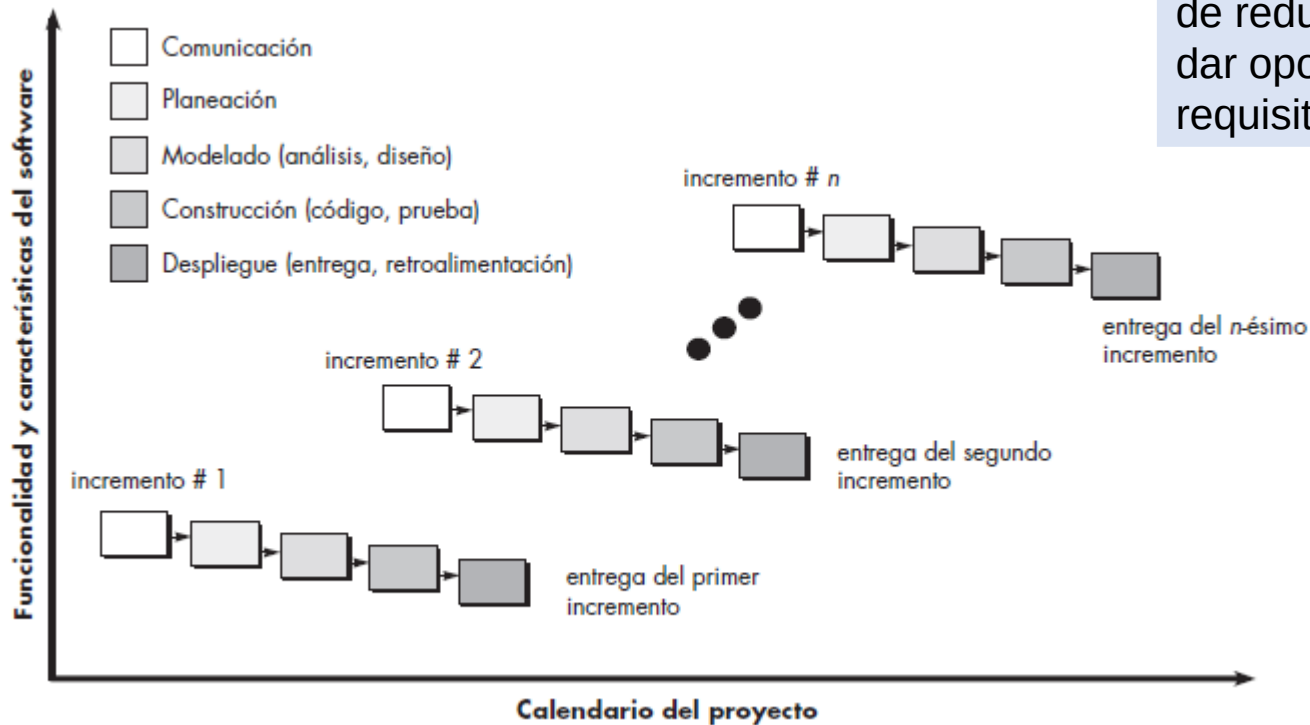 de redu
dar opo
requisit
Funcionalidad y características del software
Comunicación
Planeación
Modelado (análisis, diseño)
Construcción (código, prueba)
Despliegue (entrega, retroalimentación)
incremento # n
entrega del n-ésimo
incremento
incremento # 2
entrega del segundo
incremento
incremento # 1
entrega del primer
incremento
Calendario del proyecto